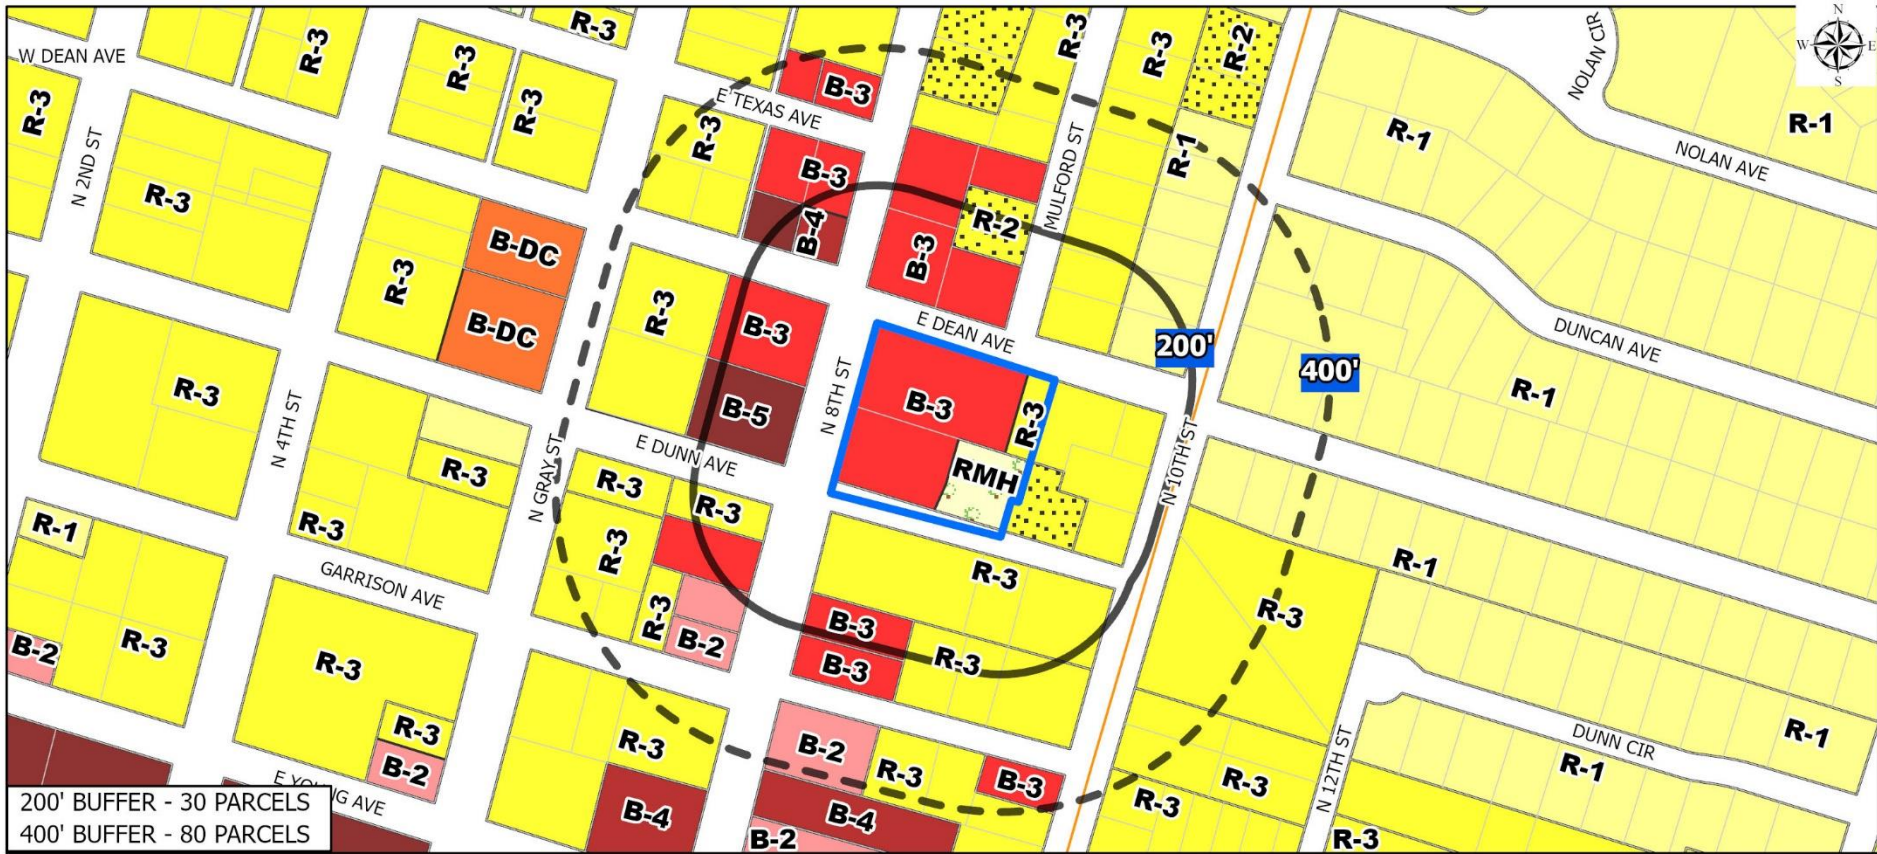 N
W E
S
W DEAN AVE
R-3
R-3
R-3
R-3
R-3
R-3
R-3
R-2
NOLAN CIR
R-1
R-1
NOLAN AVE
B-3
E TEXAS AVE
R-3
R-3
N 2ND ST
R-3
B-3
B-4
R-1
MULFORD ST
R-2
B-3
B-DC
B-DC
R-3
R-3
B-3
E DEAN AVE
200'
400'
DUNCAN AVE
R-1
R-3
N 4TH ST
B-5
N 8TH ST
B-3
R-3
RMH
N 10TH ST
E DUNN AVE
N GRAY ST
R-3
R-3
R-3
R-3
R-3
R-1
R-3
R-3
R-1
GARRISON AVE
R-3
B-2
B-3
B-3
R-3
R-3
B-2
R-3
R-3
R-3
B-2
R-3
B-4
B-2
R-3
B-3
B-4
B-2
R-3
R-3
N 12TH ST
R-3
DUNN CIR
R-1
R-1
E YOUNG AVE
200' BUFFER - 30 PARCELS
400' BUFFER - 80 PARCELS